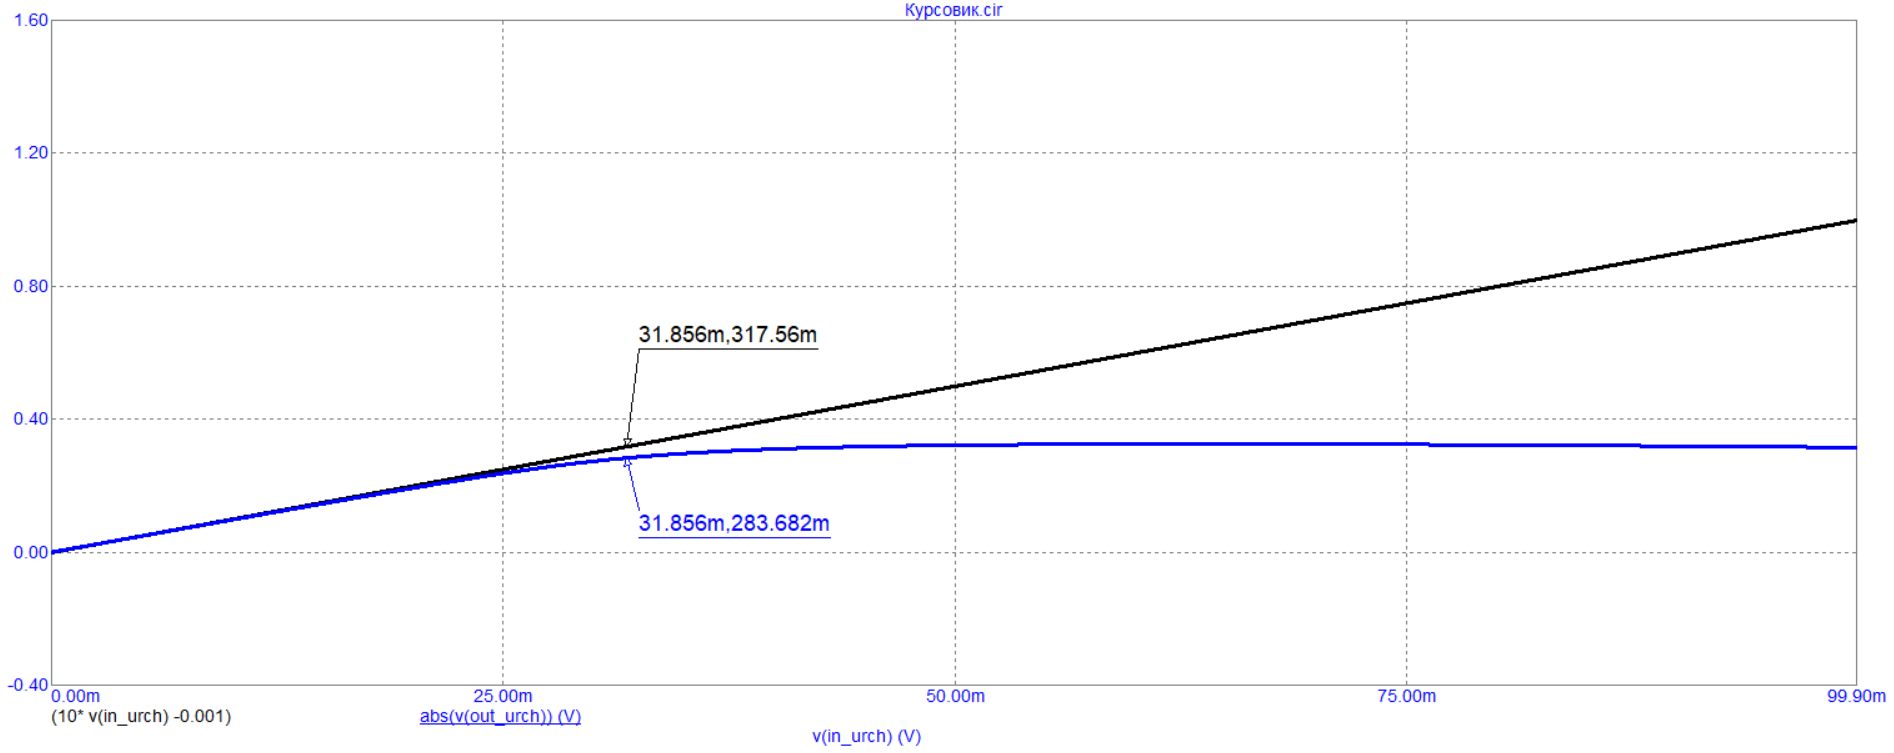 Курсовик.cir
1.60
1.20
0.80
0.40
0.00
-0.40
31.856m,317.56m
31.856m,283.682m
0.00m 25.00m 50.00m 75.00m 99.90m
(10* v(in_urch) -0.001) abs(v(out_urch)) (V)
v(in_urch) (V)